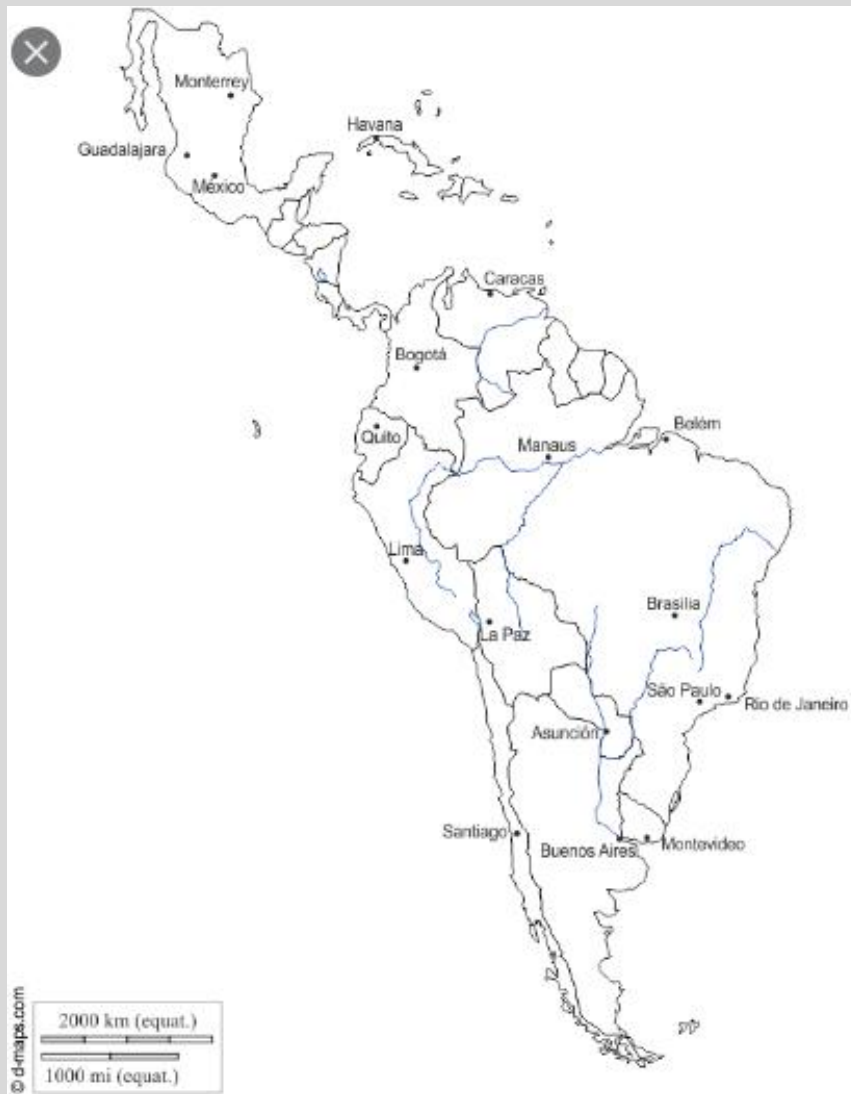 Monterrey
Havana
Guadalajara
México
Caracas
Bogotá
Belém
Quito
Manaus
Lima
Brasilia
La Paz
São Paulo
Rio de Janeiro
Asunción
Santiago
Buenos Aires
Montevideo
2000 km (equat.)
1000 mi (equat.)
© d-maps.com